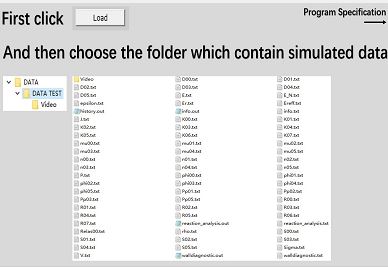 First click Load
Program Specification
And then choose the folder which contain simulated data
DATA
DATA TEST
Video
Video D00.txt D01.txt
D02.txt D03.txt D04.txt
D05.txt E.txt E_N.txt
epsilon.txt Er.txt Ereff.txt
history.out info.out info.txt
J.txt K00.txt K01.txt
K02.txt K03.txt K04.txt
K05.txt K06.txt K07.txt
mu00.txt mu01.txt mu02.txt
mu03.txt mu04.txt mu05.txt
n00.txt n01.txt n02.txt
n03.txt n04.txt n05.txt
P.txt phi00.txt phi01.txt
phi02.txt phi03.txt phi04.txt
phi05.txt Pp01.txt Pp02.txt
Pp03.txt Pp05.txt R00.txt
R01.txt R02.txt R03.txt
R04.txt R05.txt R06.txt
R07.txt reaction_analysis.out reaction_analysis.txt
Relax00.txt rho.txt S00.txt
S01.txt S02.txt S03.txt
S04.txt S05.txt Sigma.txt
V.txt walldiagnostic.out walldiagnostic.txt